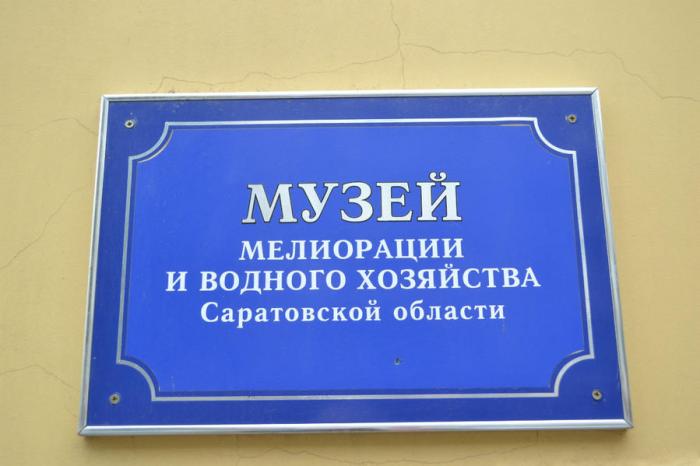 МУЗЕЙ
МЕЛИОРАЦИИ
И ВОДНОГО ХОЗЯЙСТВА
Саратовской области